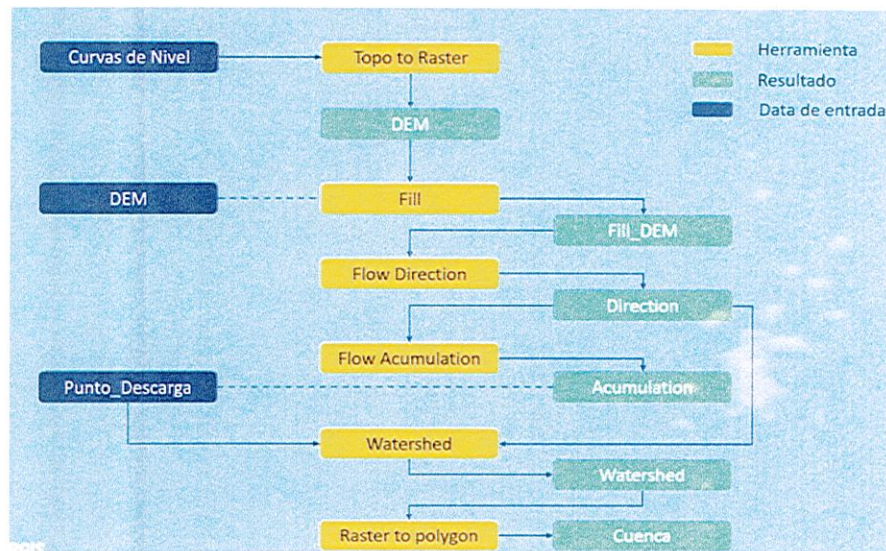 Curvas de Nivel
Topo to Raster
Herramienta
Resultado
Data de entrada
DEM
DEM
Fill
Fill_DEM
Flow Direction
Direction
Flow Acumulation
Punto_Descarga
Acumulation
Watershed
Watershed
Raster to polygon
Cuenca